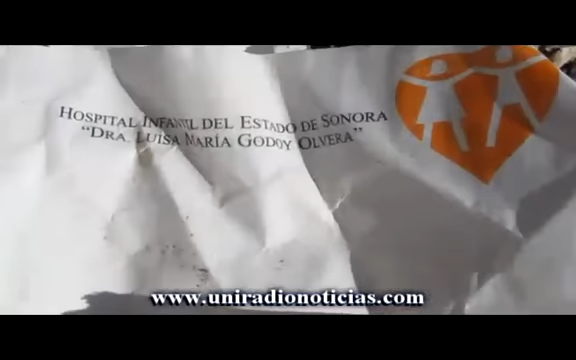 HOSPITAL INFANTIL DEL ESTADO DE SONORA
"DRA. LUISA MARÍA GODOY OLVERA"
www.uniradionoticias.com